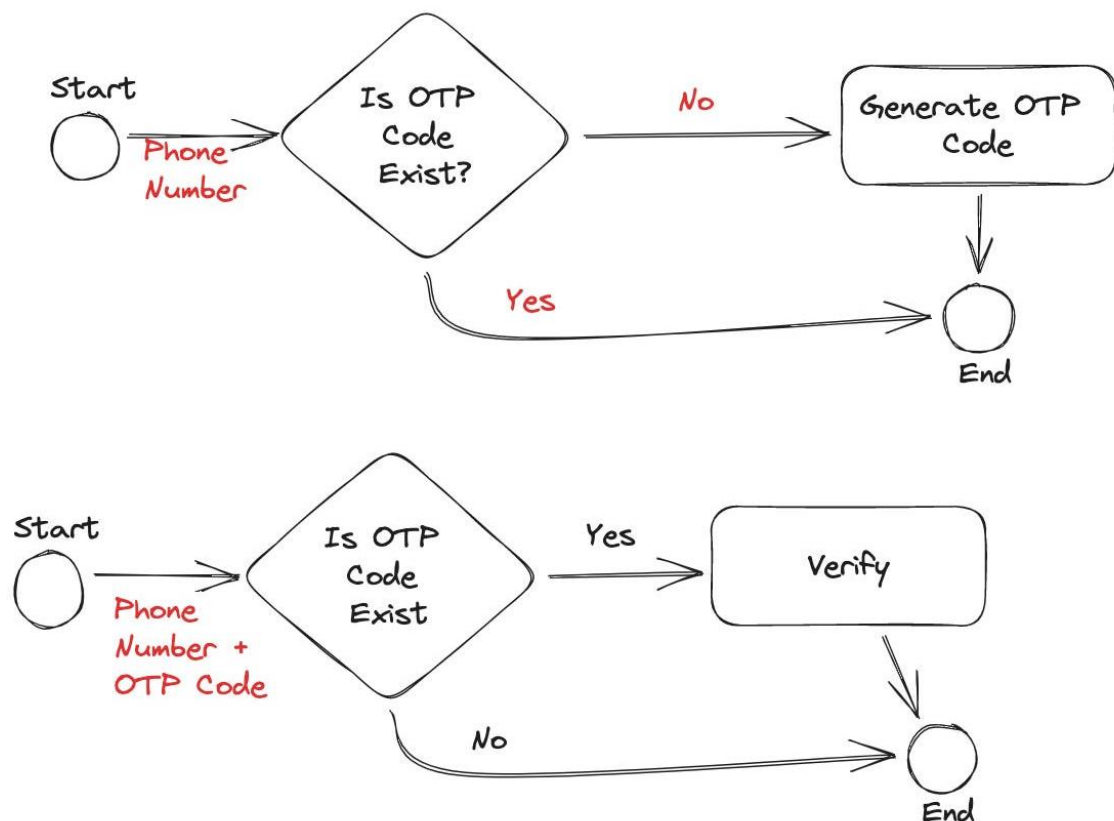 Start
Phone
Number
Is OTP
Code
Exist?
No
Generate OTP
Code
Yes
End
Start
Phone
Number +
OTP Code
Is OTP
Code
Exist
Yes
Verify
No
End